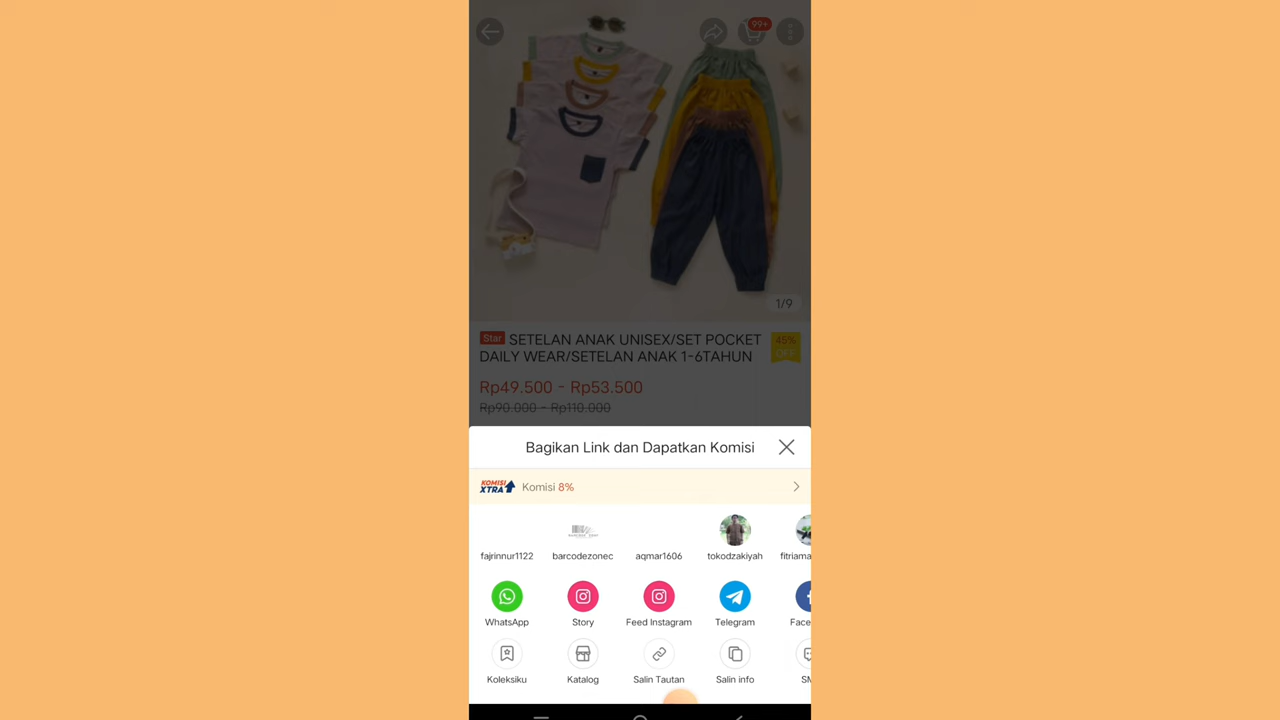 99+
1/9
Star SETELAN ANAK UNISEX/SET POCKET
DAILY WEAR/SETELAN ANAK 1-6TAHUN
45%
OFF
Rp49.500 - Rp53.500
Rp90.000 - Rp110.000
Bagikan Link dan Dapatkan Komisi
KOMISI
XTRA
Komisi 8%
fajrinnur1122 barcodezonec aqmar1606 tokodzakiyah fitriama
WhatsApp Story Feed Instagram Telegram Face
Koleksiku Katalog Salin Tautan Salin info SM